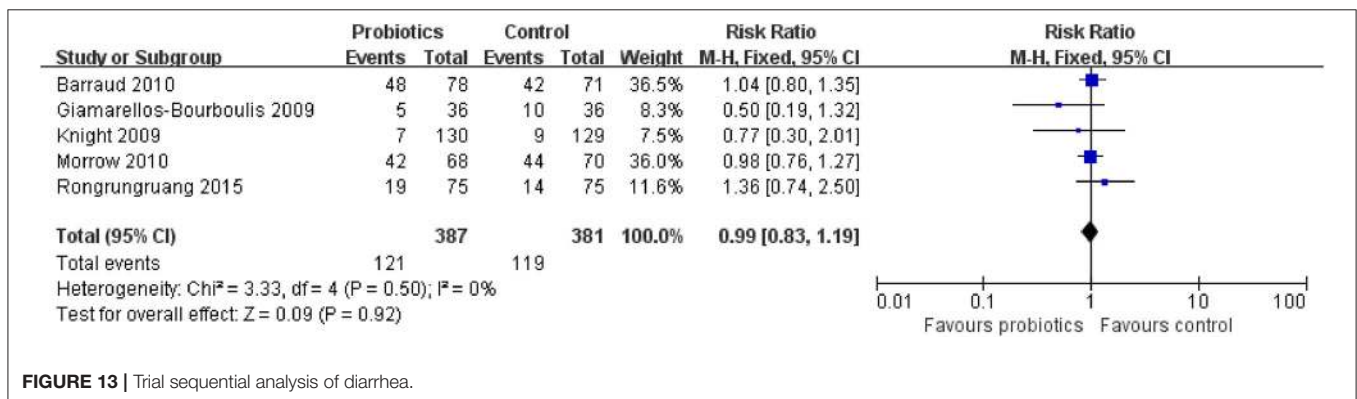 Probiotics Control Risk Ratio Risk Ratio
Study or Subgroup Events Total Events Total Weight M-H, Fixed, 95% CI M-H, Fixed, 95% CI
Barraud 2010 48 78 42 71 36.5% 1.04 [0.80, 1.35]
Giamarellos-Bourboulis 2009 5 36 10 36 8.3% 0.50 [0.19, 1.32]
Knight 2009 7 130 9 129 7.5% 0.77 [0.30, 2.01]
Morrow 2010 42 68 44 70 36.0% 0.98 [0.76, 1.27]
Rongrungruang 2015 19 75 14 75 11.6% 1.36 [0.74, 2.50]
Total (95% CI) 387 381 100.0% 0.99 [0.83, 1.19]
Total events 121 119
Heterogeneity: Chi² = 3.33, df = 4 (P = 0.50); I² = 0%
Test for overall effect: Z = 0.09 (P = 0.92)
0.01 0.1 1 10 100
Favours probiotics Favours control
FIGURE 13 | Trial sequential analysis of diarrhea.